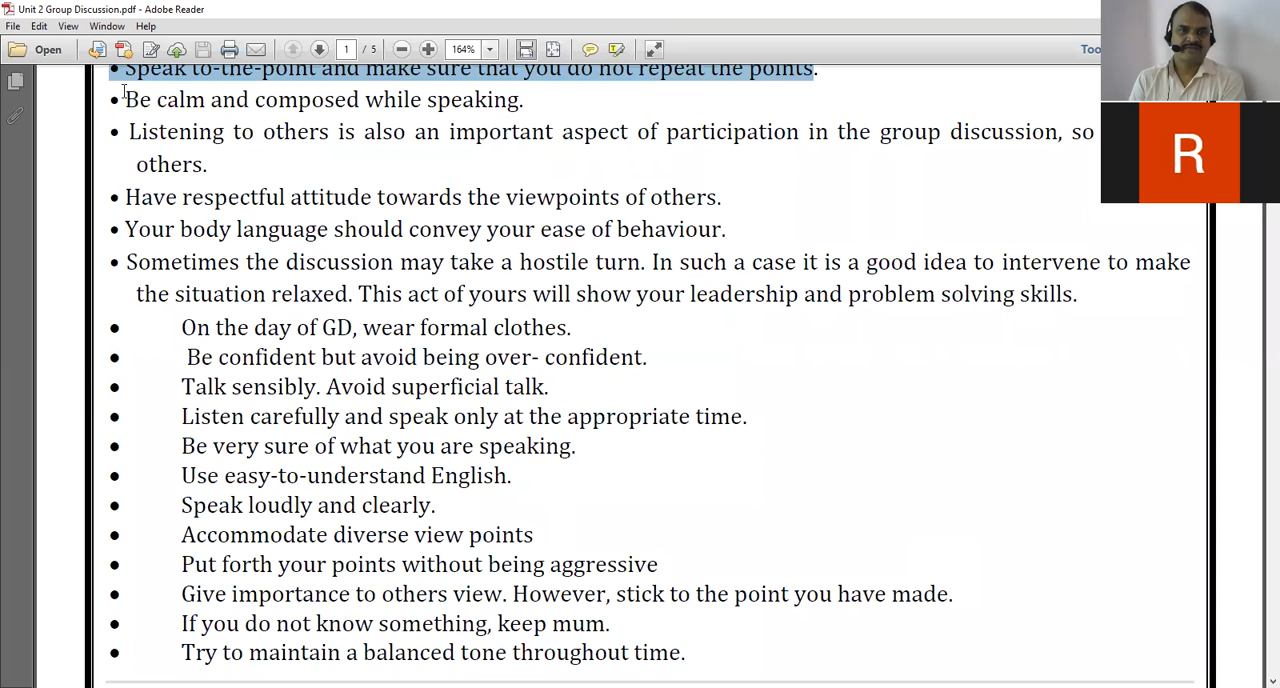 Unit 2 Group Discussion.pdf - Adobe Reader
File Edit View Window Help
Open 1 / 5 164% Too
• Speak to-the-point and make sure that you do not repeat the points.
• Be calm and composed while speaking.
• Listening to others is also an important aspect of participation in the group discussion, so
others.
• Have respectful attitude towards the viewpoints of others.
• Your body language should convey your ease of behaviour.
• Sometimes the discussion may take a hostile turn. In such a case it is a good idea to intervene to make
the situation relaxed. This act of yours will show your leadership and problem solving skills.
• On the day of GD, wear formal clothes.
• Be confident but avoid being over- confident.
• Talk sensibly. Avoid superficial talk.
• Listen carefully and speak only at the appropriate time.
• Be very sure of what you are speaking.
• Use easy-to-understand English.
• Speak loudly and clearly.
• Accommodate diverse view points
• Put forth your points without being aggressive
• Give importance to others view. However, stick to the point you have made.
• If you do not know something, keep mum.
• Try to maintain a balanced tone throughout time.
R